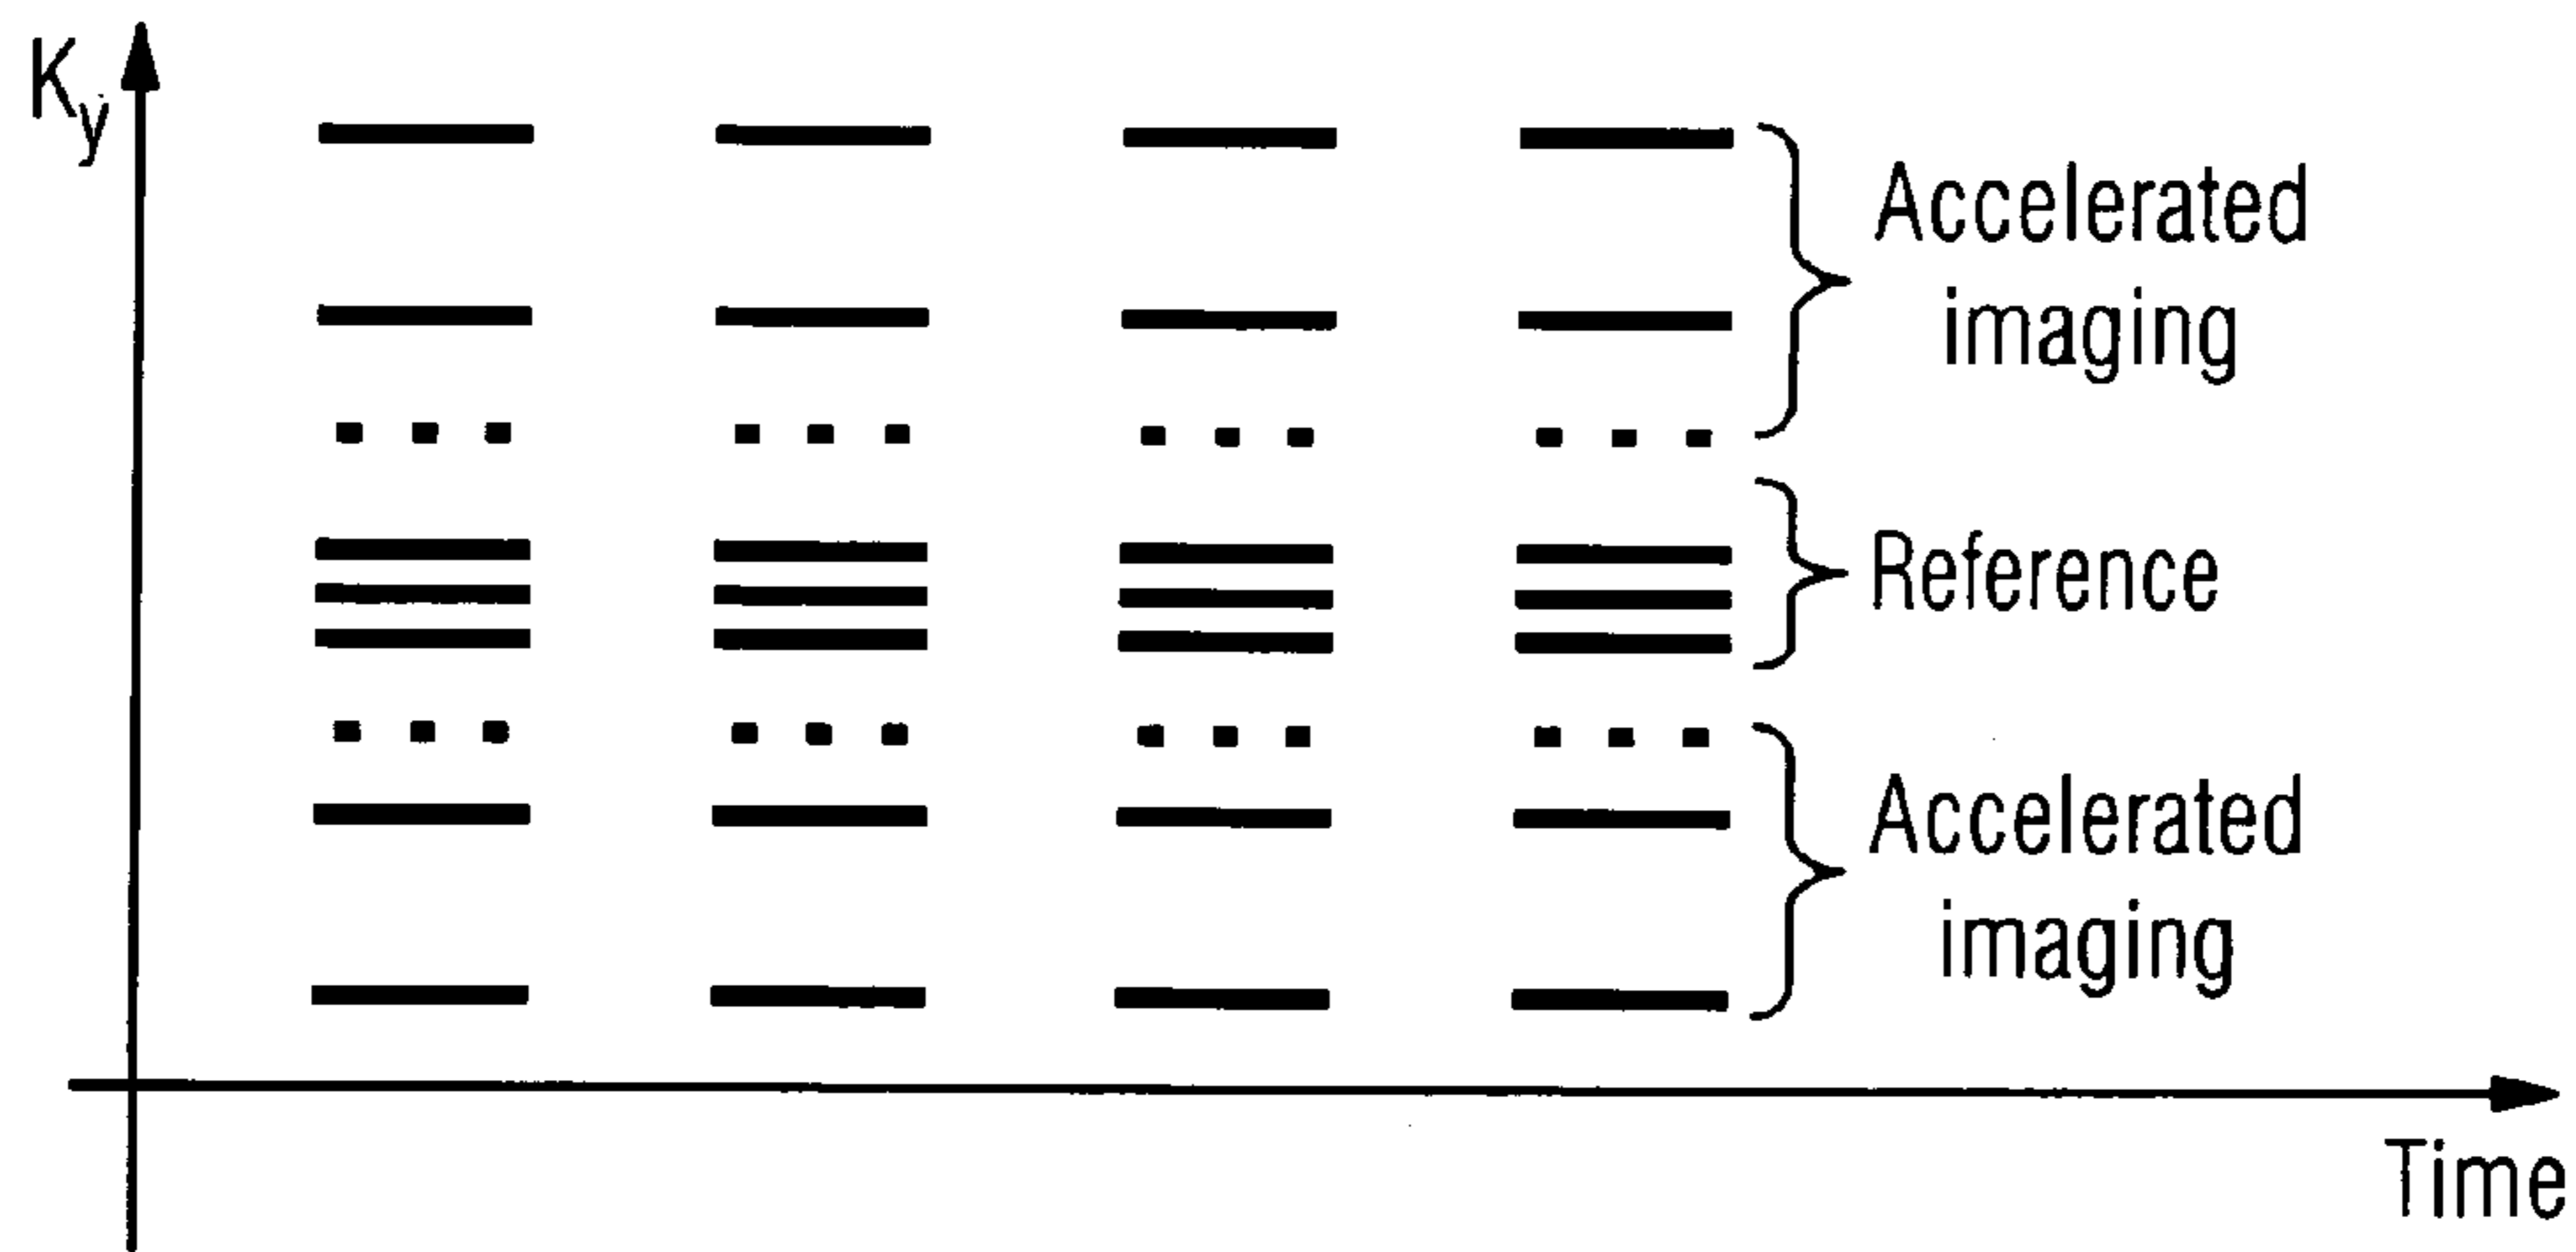 Ky
Accelerated
imaging
Reference
Accelerated
imaging
Time